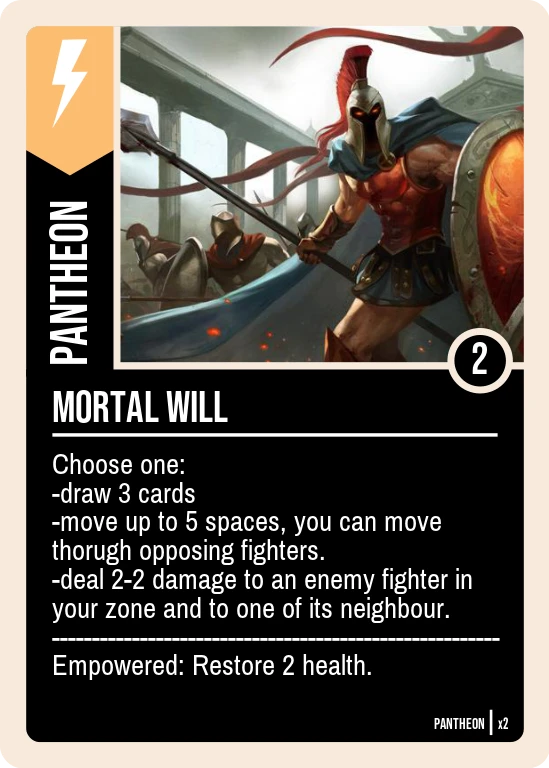 PANTHEON
2
MORTAL WILL
Choose one:
-draw 3 cards
-move up to 5 spaces, you can move
thorugh opposing fighters.
-deal 2-2 damage to an enemy fighter in
your zone and to one of its neighbour.
--------------------------------------------------------
Empowered: Restore 2 health.
PANTHEON | x2